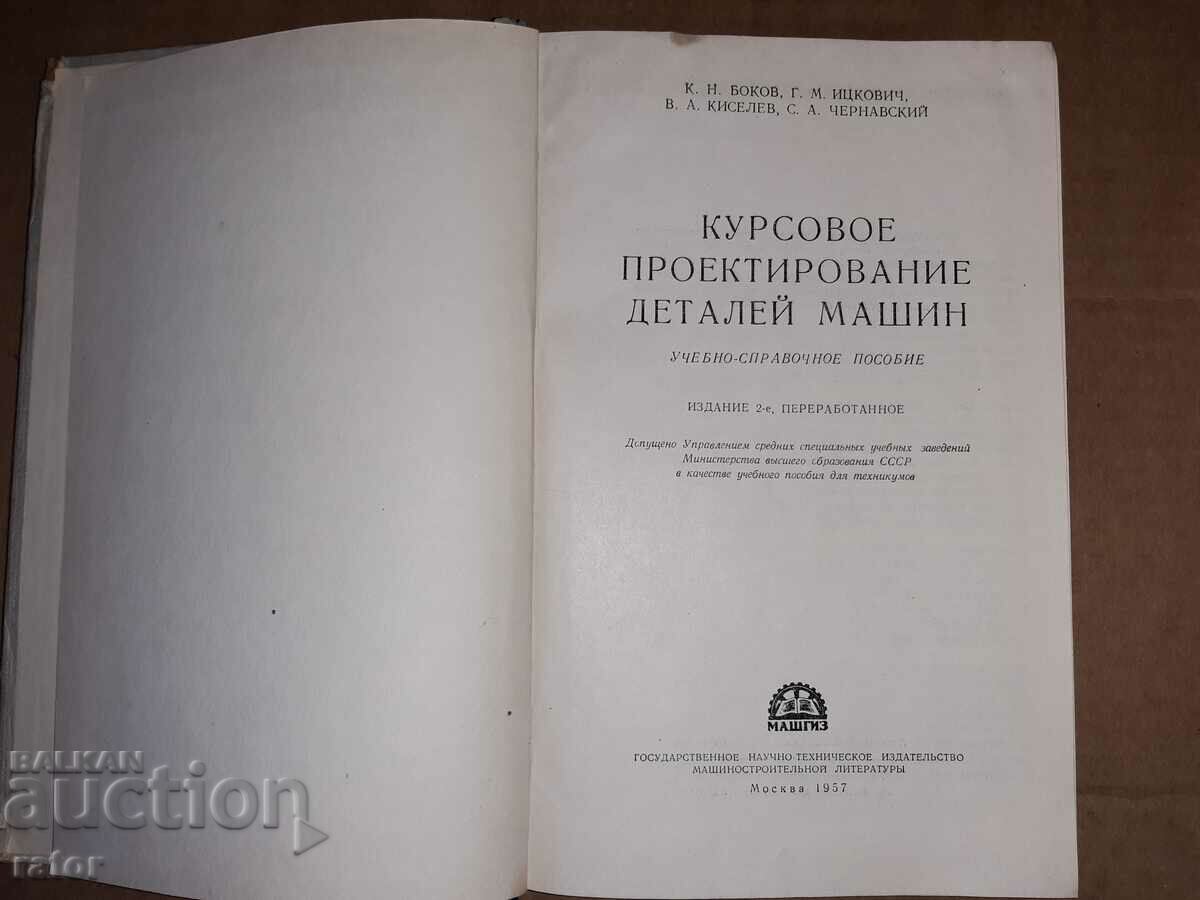 К. Н. БОКОВ, Г. М. ИЦКОВИЧ,
В. А. КИСЕЛЕВ, С. А. ЧЕРНАВСКИЙ
КУРСОВОЕ
ПРОЕКТИРОВАНИЕ
ДЕТАЛЕЙ МАШИН
УЧЕБНО-СПРАВОЧНОЕ ПОСОБИЕ
ИЗДАНИЕ 2-е, ПЕРЕРАБОТАННОЕ
Допущено Управлением средних специальных учебных заведений
Министерства высшего образования СССР
в качестве учебного пособия для техникумов
МАШГИЗ
ГОСУДАРСТВЕННОЕ НАУЧНО-ТЕХНИЧЕСКОЕ ИЗДАТЕЛЬСТВО
МАШИНОСТРОИТЕЛЬНОЙ ЛИТЕРАТУРЫ
Москва 1957
BALKAN
auction
rator